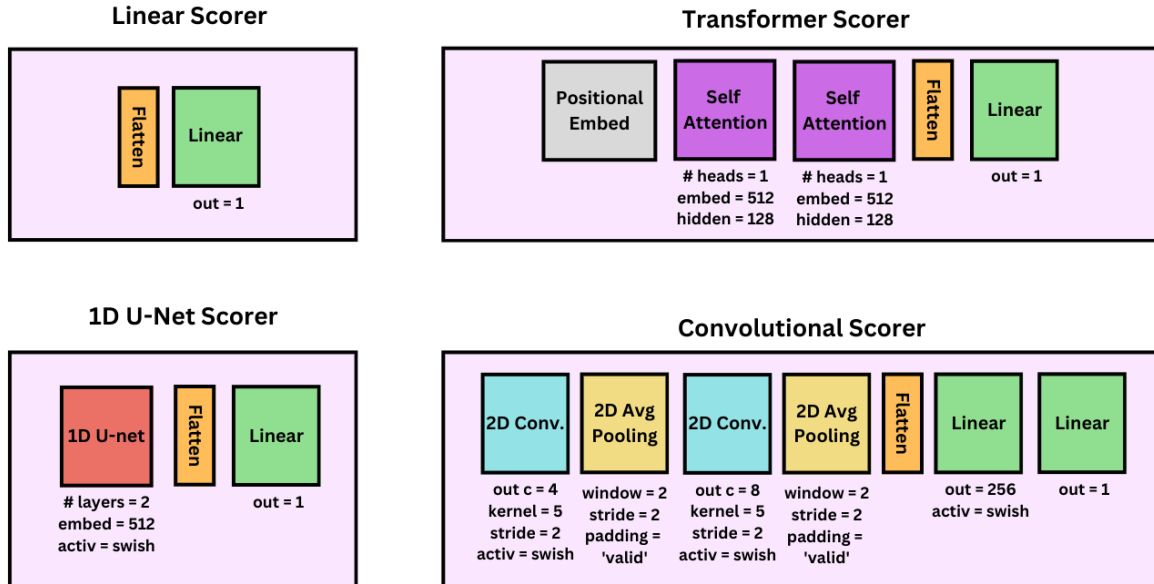 Linear Scorer
Flatten
Linear
out = 1
Transformer Scorer
Positional
Embed
Self
Attention
# heads = 1
embed = 512
hidden = 128
Self
Attention
# heads = 1
embed = 512
hidden = 128
Flatten
Linear
out = 1
1D U-Net Scorer
1D U-net
# layers = 2
embed = 512
activ = swish
Flatten
Linear
out = 1
Convolutional Scorer
2D Conv.
out c = 4
kernel = 5
stride = 2
activ = swish
2D Avg
Pooling
window = 2
stride = 2
padding =
'valid'
2D Conv.
out c = 8
kernel = 5
stride = 2
activ = swish
2D Avg
Pooling
window = 2
stride = 2
padding =
'valid'
Flatten
Linear
out = 256
activ = swish
Linear
out = 1